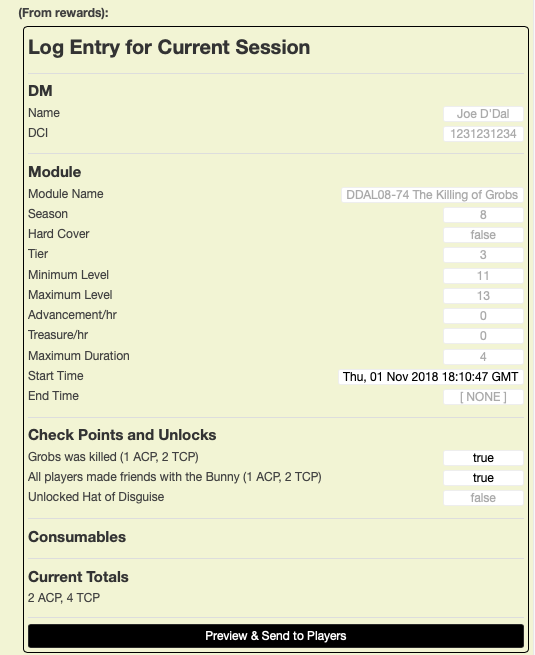 (From rewards):
Log Entry for Current Session
DM
Name Joe D'Dal
DCI 1231231234
Module
Module Name DDAL08-74 The Killing of Grobs
Season 8
Hard Cover false
Tier 3
Minimum Level 11
Maximum Level 13
Advancement/hr 0
Treasure/hr 0
Maximum Duration 4
Start Time Thu, 01 Nov 2018 18:10:47 GMT
End Time [ NONE ]
Check Points and Unlocks
Grobs was killed (1 ACP, 2 TCP) true
All players made friends with the Bunny (1 ACP, 2 TCP) true
Unlocked Hat of Disguise false
Consumables
Current Totals
2 ACP, 4 TCP
Preview & Send to Players